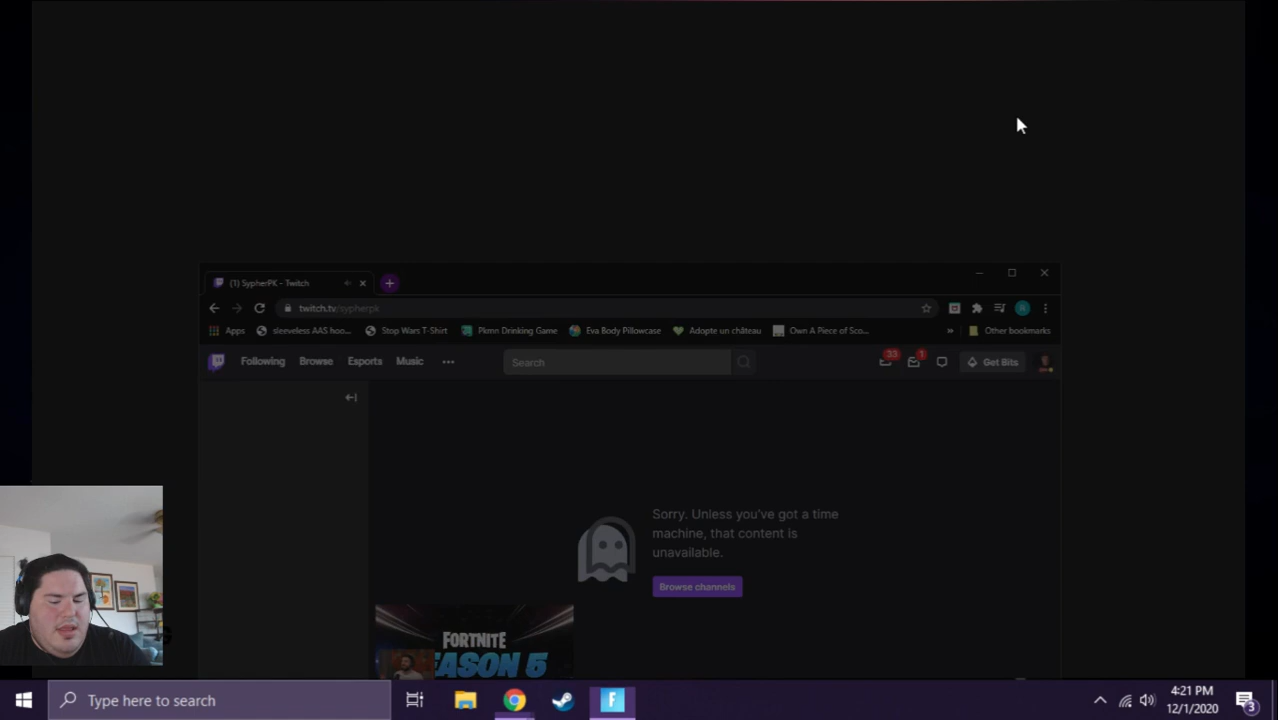 (1) SypherPK - Twitch
twitch.tv/sypherpk
Apps sleeveless AAS hoo... Stop Wars T-Shirt Pkmn Drinking Game Eva Body Pillowcase Adopte un château Own A Piece of Sco... » Other bookmarks
Following Browse Esports Music Search 33 1 Get Bits
Sorry. Unless you've got a time
machine, that content is
unavailable.
Browse channels
FORTNITE
EASON 5
Type here to search
4:21 PM
12/1/2020
3